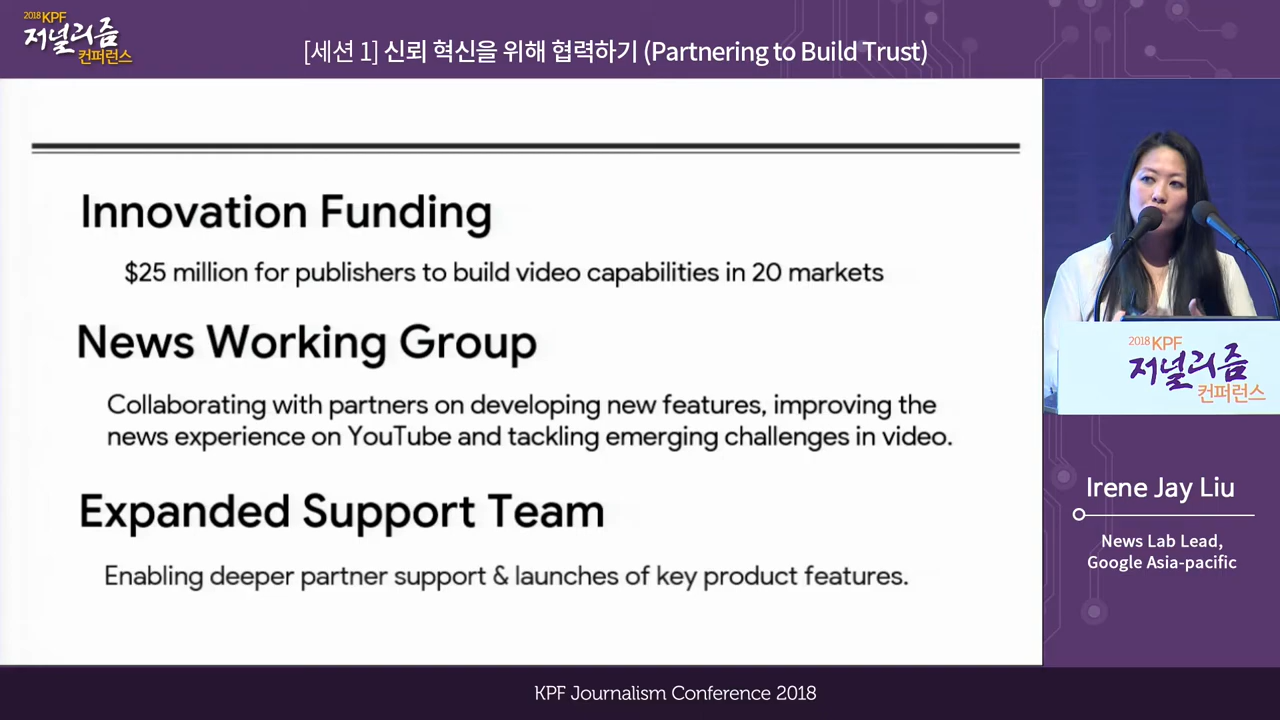 2018 KPF
저널리즘
컨퍼런스
[세션 1] 신뢰 혁신을 위해 협력하기 (Partnering to Build Trust)
Innovation Funding
$25 million for publishers to build video capabilities in 20 markets
News Working Group
Collaborating with partners on developing new features, improving the
news experience on YouTube and tackling emerging challenges in video.
Expanded Support Team
Enabling deeper partner support & launches of key product features.
2018 KPF
저널리즘
컨퍼런스
Irene Jay Liu
News Lab Lead,
Google Asia-pacific
KPF Journalism Conference 2018